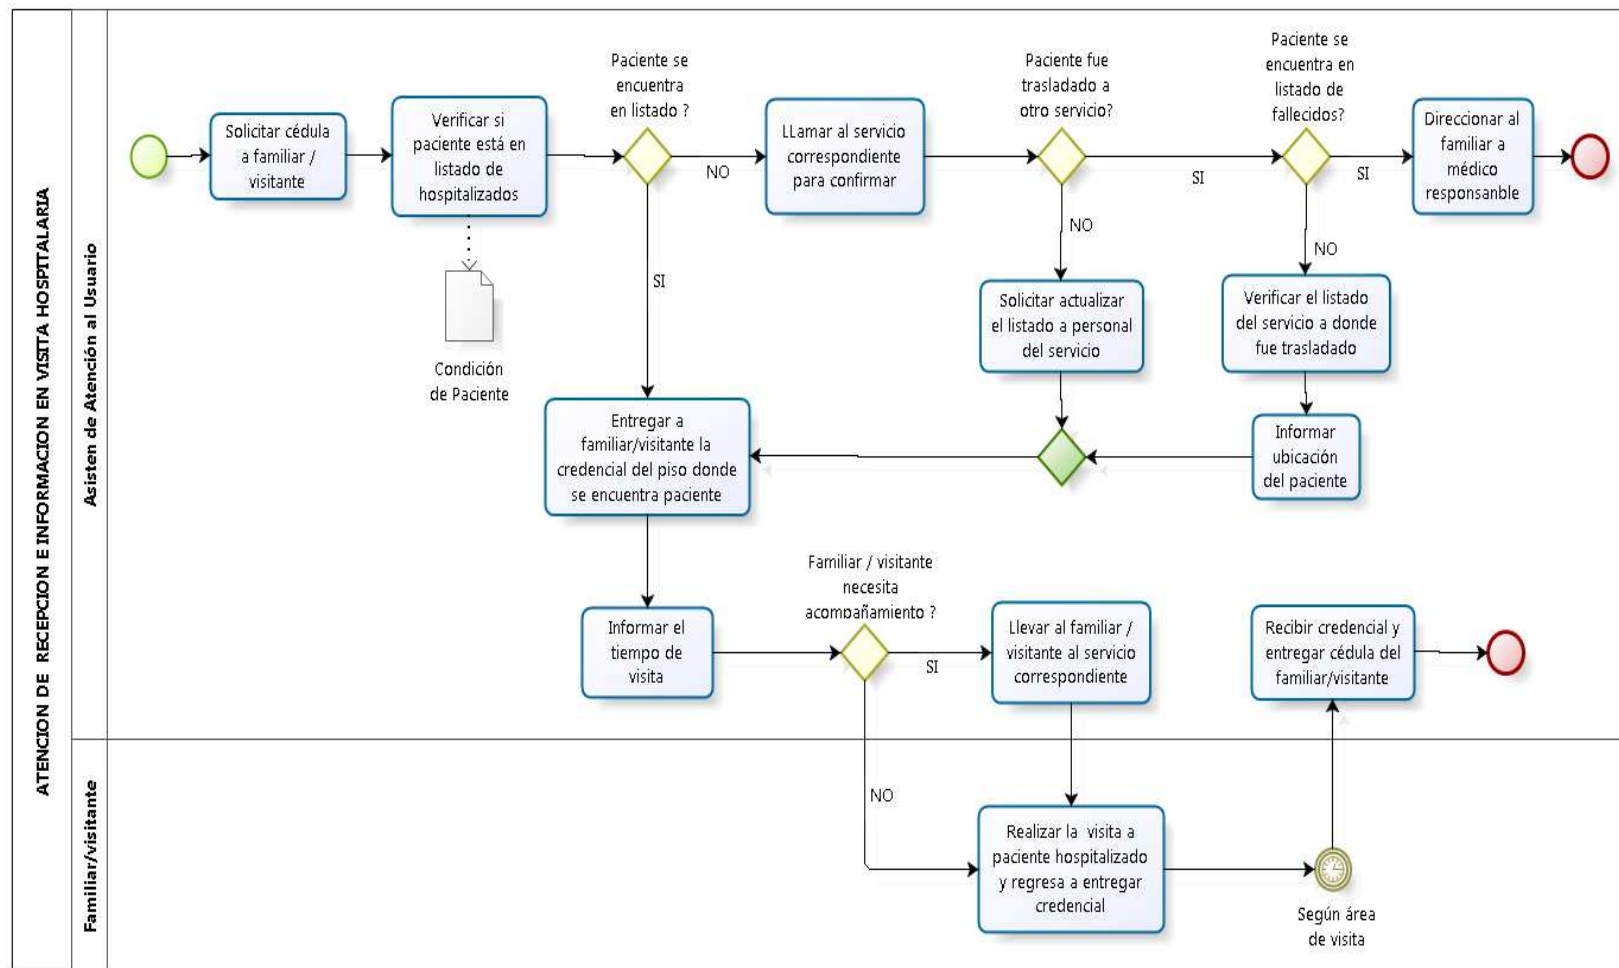 ATENCION DE RECEPCION E INFORMACION EN VISITA HOSPITALARIA
Asisten de Atención al Usuario
Solicitar cédula
a familiar /
visitante
Verificar si
paciente está en
listado de
hospitalizados
Condición
de Paciente
Paciente se
encuentra
en listado ?
NO
SI
LLamar al servicio
correspondiente
para confirmar
Paciente fue
trasladado a
otro servicio?
SI
NO
Paciente se
encuentra en
listado de
fallecidos?
SI
NO
Direccionar al
familiar a
médico
responsanble
Solicitar actualizar
el listado a personal
del servicio
Verificar el listado
del servicio a donde
fue trasladado
Informar
ubicación
del paciente
Entregar a
familiar/visitante la
credencial del piso donde
se encuentra paciente
Informar el
tiempo de
visita
Familiar / visitante
necesita
acompañamiento ?
SI
NO
Llevar al familiar /
visitante al servicio
correspondiente
Recibir credencial y
entregar cédula del
familiar/visitante
Familiar/visitante
Realizar la visita a
paciente hospitalizado
y regresa a entregar
credencial
Según área
de visita